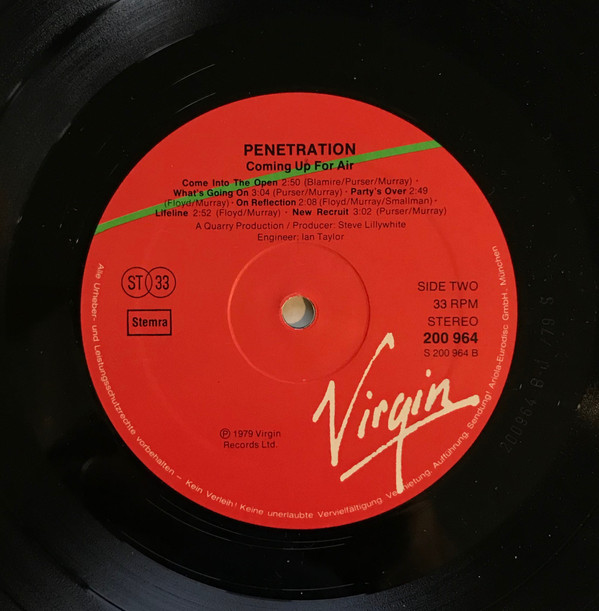 PENETRATION
Coming Up For Air
Come Into The Open 2:50 (Blamire/Purser/Murray) ·
What's Going On 3:04 (Purser/Murray) · Party's Over 2:49
(Floyd/Murray) · On Reflection 2:08 (Floyd/Murray/Smallman) ·
Lifeline 2:52 (Floyd/Murray) · New Recruit 3:02 (Purser/Murray)
A Quarry Production / Producer: Steve Lillywhite
Engineer: Ian Taylor
ST 33
Stemra
SIDE TWO
33 RPM
STEREO
200 964
S 200 964 B
Virgin
℗ 1979 Virgin
Records Ltd.
Alle Urheber- und Leistungsschutzrechte vorbehalten – Kein Verleih! Keine unerlaubte Vervielfältigung, Vermietung, Aufführung, Sendung! Ariola-Eurodisc GmbH, München